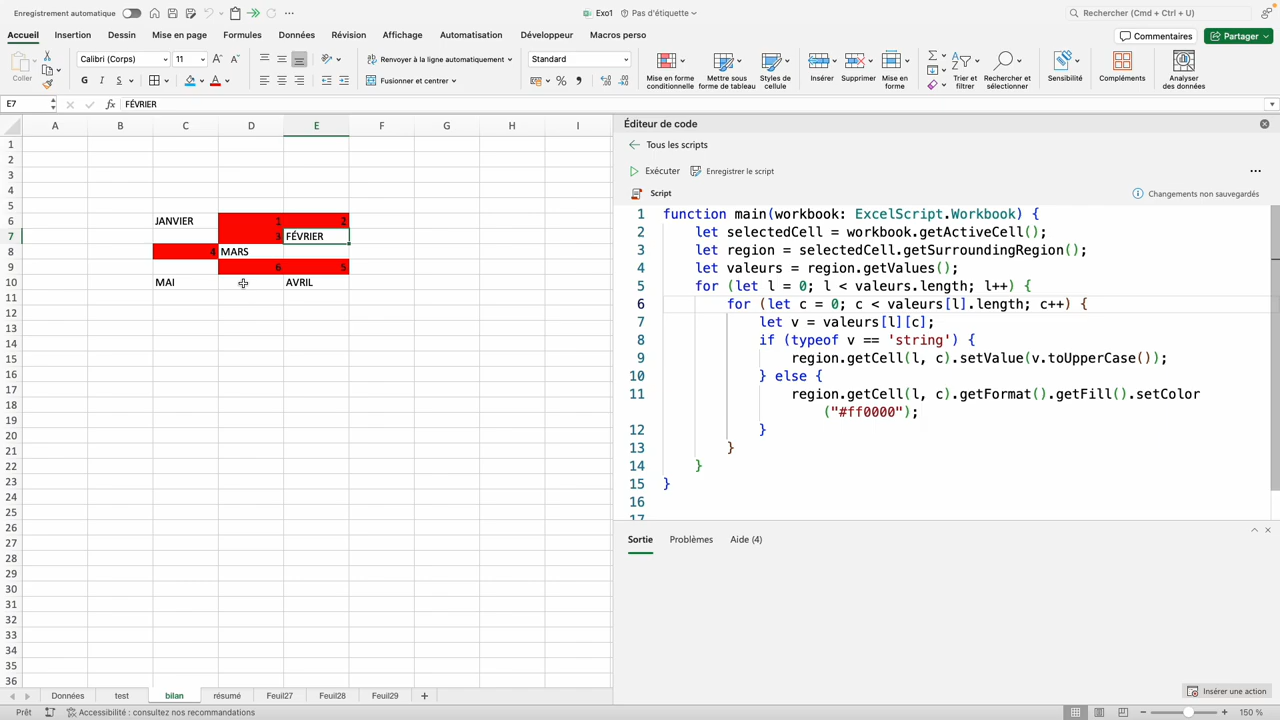 Enregistrement automatique Exo1 Pas d'étiquette Rechercher (Cmd + Ctrl + U)
Accueil Insertion Dessin Mise en page Formules Données Révision Affichage Automatisation Développeur Macros perso Commentaires Partager
Coller Calibri (Corps) 11 Renvoyer à la ligne automatiquement Standard
G I S Fusionner et centrer
Mise en forme conditionnelle Mettre sous forme de tableau Styles de cellule Insérer Supprimer Mise en forme Trier et filtrer Rechercher et sélectionner Sensibilité Compléments Analyser des données
E7 fx FÉVRIER
A B C D E F G H I
1
2
3
4
5
6 JANVIER 1 2
7 3 FÉVRIER
8 4 MARS
9 6 5
10 MAI AVRIL
11
12
13
14
15
16
17
18
19
20
21
22
23
24
25
26
27
28
29
30
31
32
33
34
35
36
Éditeur de code
Tous les scripts
Exécuter Enregistrer le script
Script Changements non sauvegardés
1 function main(workbook: ExcelScript.Workbook) {
2 let selectedCell = workbook.getActiveCell();
3 let region = selectedCell.getSurroundingRegion();
4 let valeurs = region.getValues();
5 for (let l = 0; l < valeurs.length; l++) {
6 for (let c = 0; c < valeurs[l].length; c++) {
7 let v = valeurs[l][c];
8 if (typeof v == 'string') {
9 region.getCell(l, c).setValue(v.toUpperCase());
10 } else {
11 region.getCell(l, c).getFormat().getFill().setColor
("#ff0000");
12 }
13 }
14 }
15 }
16
17
Sortie Problèmes Aide (4)
Insérer une action
Données test bilan résumé Feuil27 Feuil28 Feuil29
Prêt Accessibilité : consultez nos recommandations 150 %